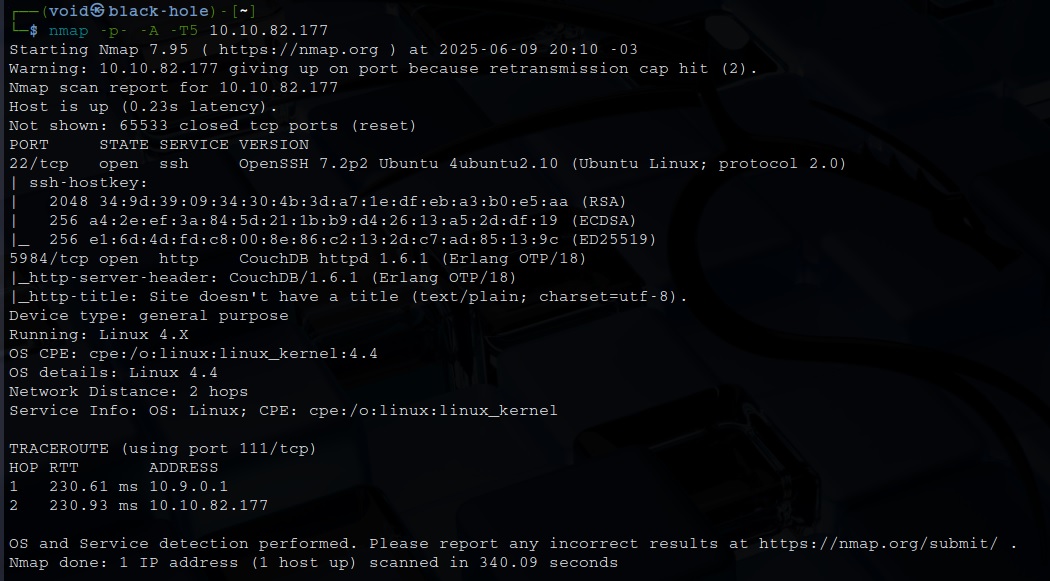 ┌──(void㉿black-hole)-[~]
└─$ nmap -p- -A -T5 10.10.82.177
Starting Nmap 7.95 ( https://nmap.org ) at 2025-06-09 20:10 -03
Warning: 10.10.82.177 giving up on port because retransmission cap hit (2).
Nmap scan report for 10.10.82.177
Host is up (0.23s latency).
Not shown: 65533 closed tcp ports (reset)
PORT     STATE SERVICE VERSION
22/tcp   open  ssh     OpenSSH 7.2p2 Ubuntu 4ubuntu2.10 (Ubuntu Linux; protocol 2.0)
| ssh-hostkey:
|   2048 34:9d:39:09:34:30:4b:3d:a7:1e:df:eb:a3:b0:e5:aa (RSA)
|   256 a4:2e:ef:3a:84:5d:21:1b:b9:d4:26:13:a5:2d:df:19 (ECDSA)
|_  256 e1:6d:4d:fd:c8:00:8e:86:c2:13:2d:c7:ad:85:13:9c (ED25519)
5984/tcp open  http    CouchDB httpd 1.6.1 (Erlang OTP/18)
|_http-server-header: CouchDB/1.6.1 (Erlang OTP/18)
|_http-title: Site doesn't have a title (text/plain; charset=utf-8).
Device type: general purpose
Running: Linux 4.X
OS CPE: cpe:/o:linux:linux_kernel:4.4
OS details: Linux 4.4
Network Distance: 2 hops
Service Info: OS: Linux; CPE: cpe:/o:linux:linux_kernel

TRACEROUTE (using port 111/tcp)
HOP RTT       ADDRESS
1   230.61 ms 10.9.0.1
2   230.93 ms 10.10.82.177

OS and Service detection performed. Please report any incorrect results at https://nmap.org/submit/ .
Nmap done: 1 IP address (1 host up) scanned in 340.09 seconds